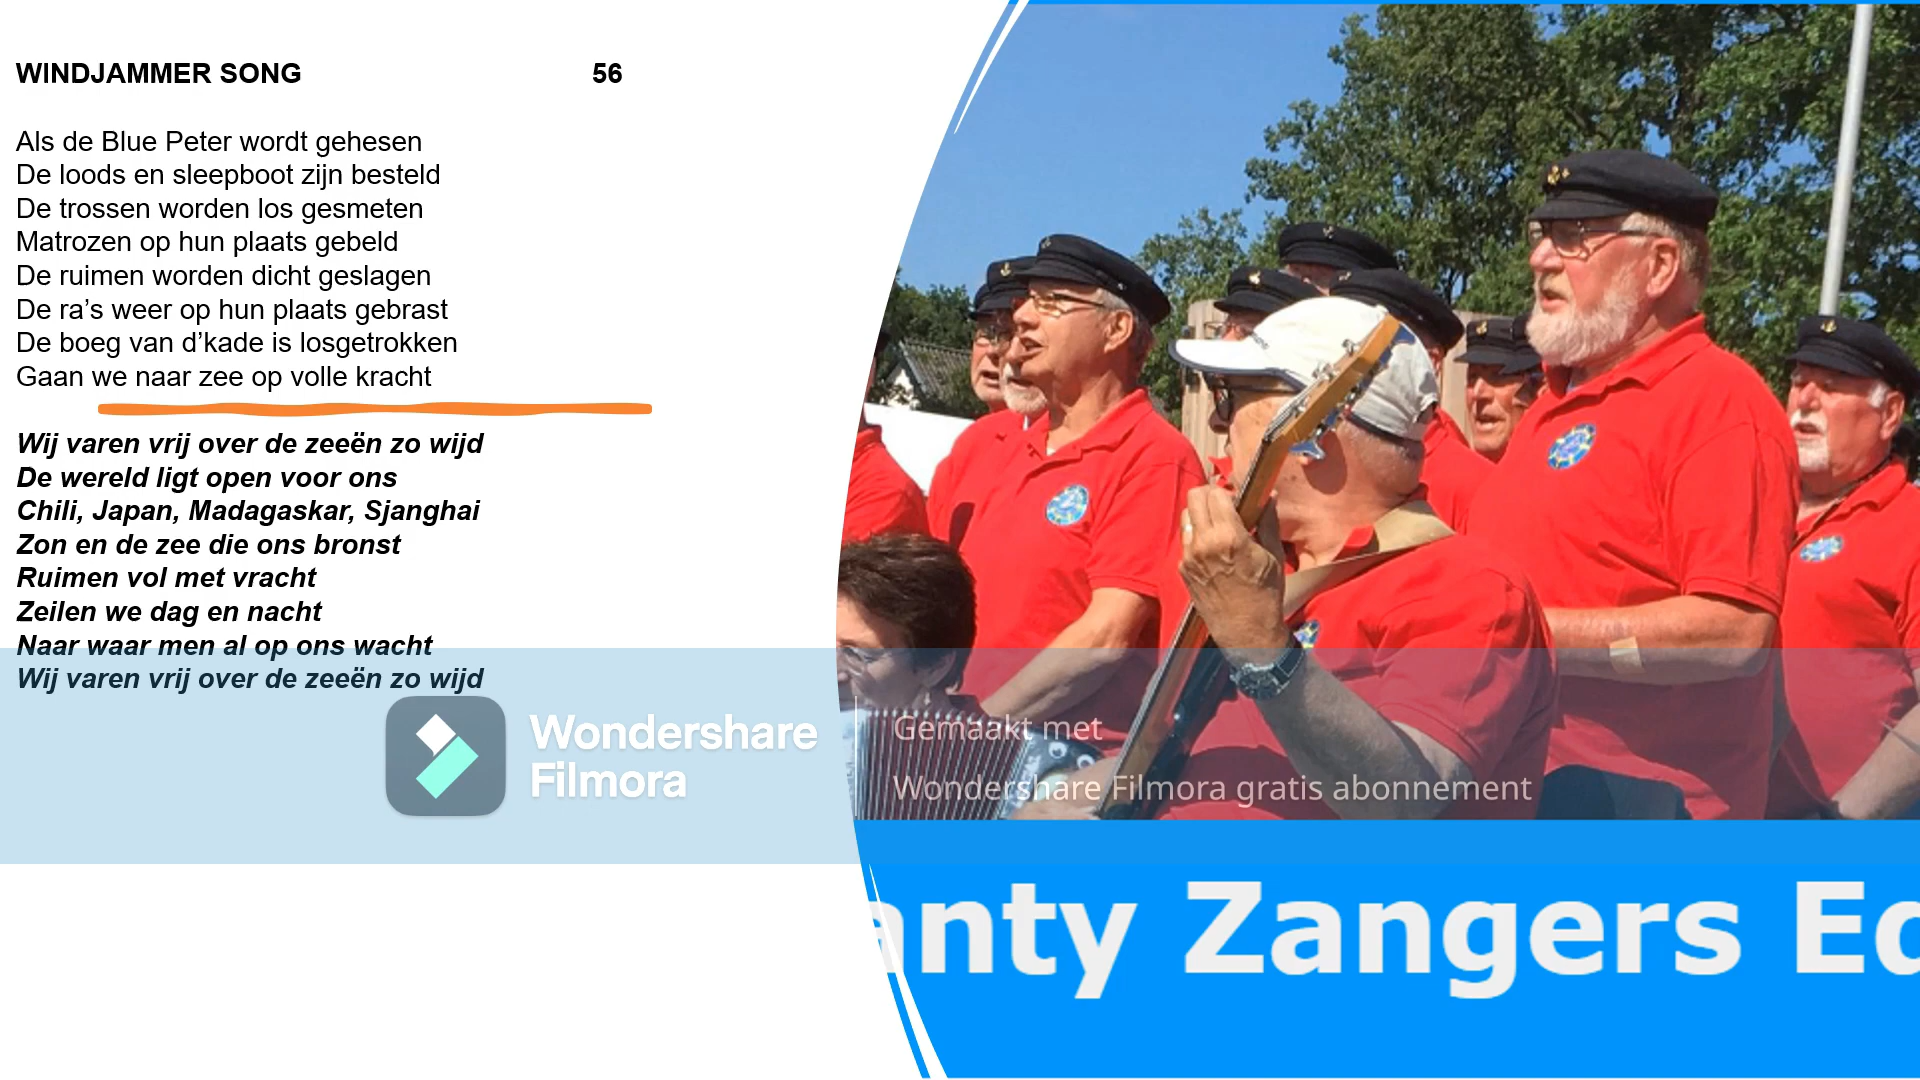 WINDJAMMER SONG 56
Als de Blue Peter wordt gehesen
De loods en sleepboot zijn besteld
De trossen worden los gesmeten
Matrozen op hun plaats gebeld
De ruimen worden dicht geslagen
De ra’s weer op hun plaats gebrast
De boeg van d’kade is losgetrokken
Gaan we naar zee op volle kracht
Wij varen vrij over de zeeën zo wijd
De wereld ligt open voor ons
Chili, Japan, Madagaskar, Sjanghai
Zon en de zee die ons bronst
Ruimen vol met vracht
Zeilen we dag en nacht
Naar waar men al op ons wacht
Wij varen vrij over de zeeën zo wijd
Wondershare
Filmora
Gemaakt met
Wondershare Filmora gratis abonnement
anty Zangers Ed